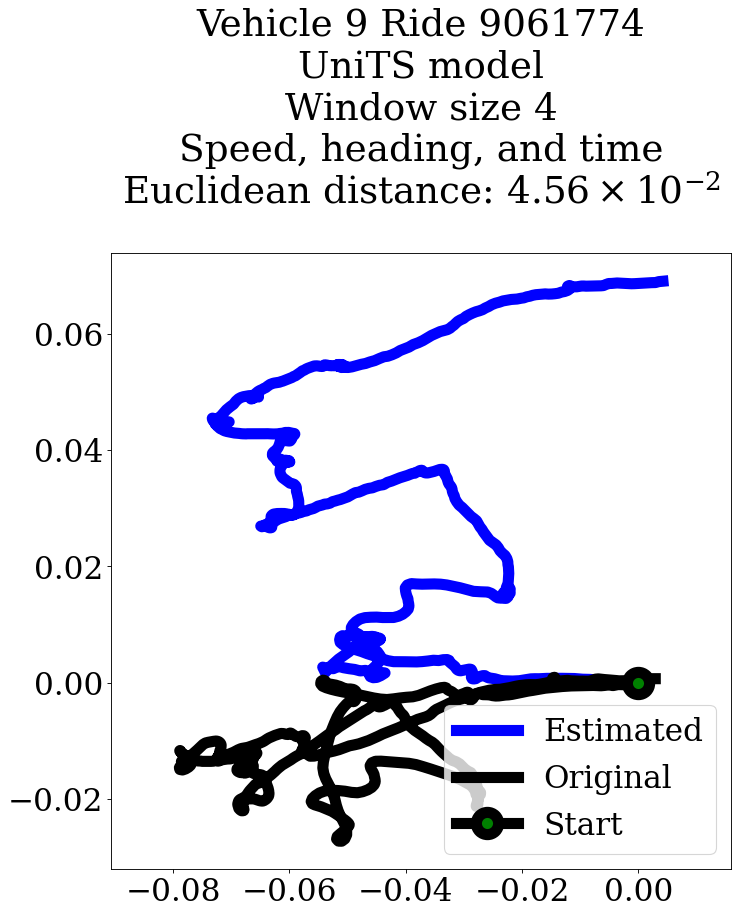 Vehicle 9 Ride 9061774
UniTS model
Window size 4
Speed, heading, and time
Euclidean distance: 4.56 × 10⁻²
0.06
0.04
0.02
0.00
−0.02
Estimated
Original
Start
−0.08 −0.06 −0.04 −0.02 0.00